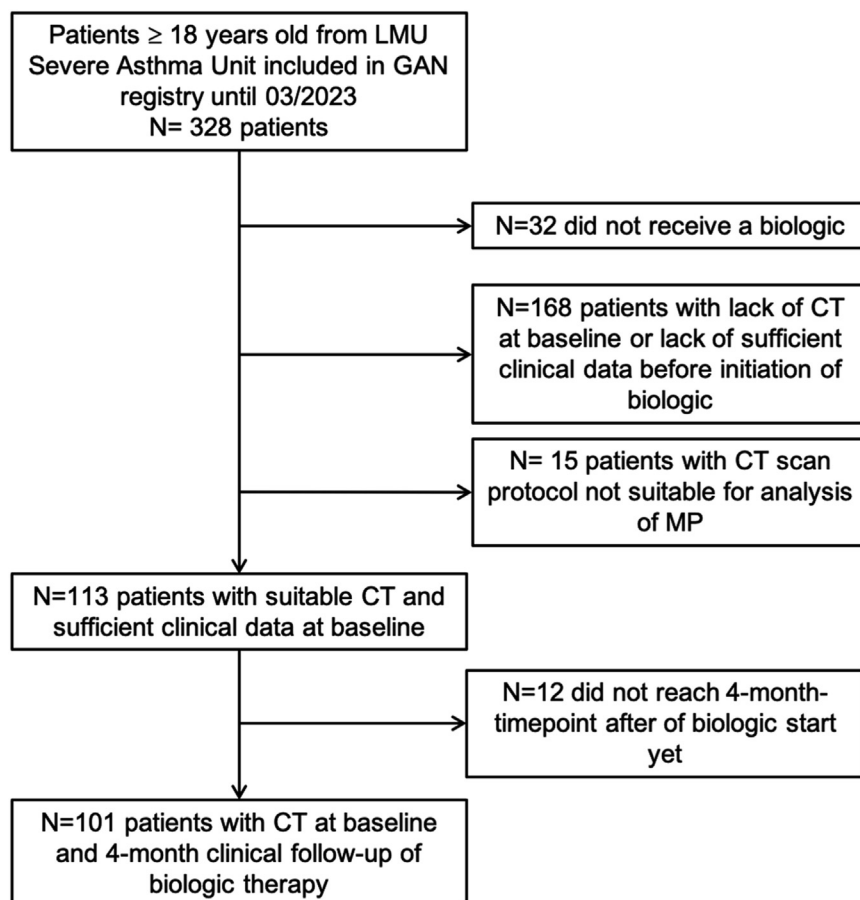 Patients ≥ 18 years old from LMU
Severe Asthma Unit included in GAN
registry until 03/2023
N= 328 patients
N=32 did not receive a biologic
N=168 patients with lack of CT
at baseline or lack of sufficient
clinical data before initiation of
biologic
N= 15 patients with CT scan
protocol not suitable for analysis
of MP
N=113 patients with suitable CT and
sufficient clinical data at baseline
N=12 did not reach 4-month-
timepoint after of biologic start
yet
N=101 patients with CT at baseline
and 4-month clinical follow-up of
biologic therapy